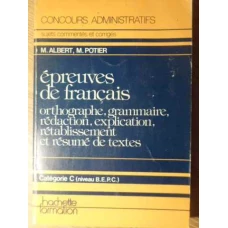 CONCOURS ADMINISTRATIFS
sujets commentés et corrigés
M. ALBERT, M. POTIER
épreuves
de français
orthographe, grammaire,
rédaction, explication,
rétablissement
et résumé de textes
Catégorie C (niveau B.E.P.C.)
hachette
formation